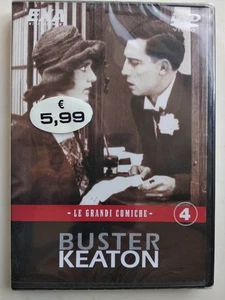 €
5,99
- LE GRANDI COMICHE -
4
BUSTER
KEATON